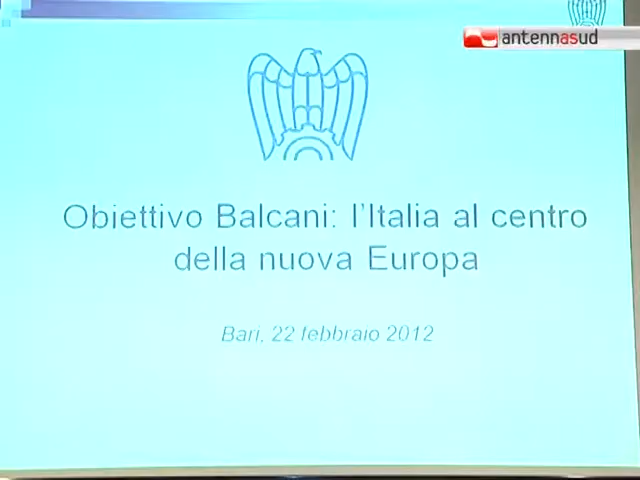 antennasud
Obiettivo Balcani: l'Italia al centro
della nuova Europa
Bari, 22 febbraio 2012